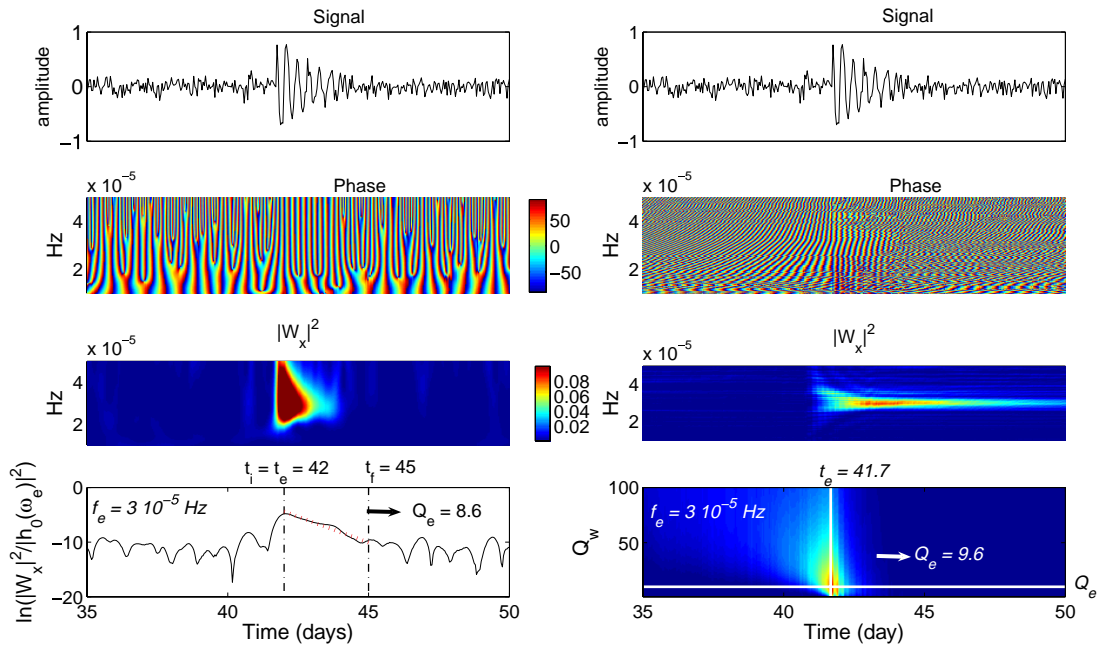 Signal
amplitude
1
0
−1
Phase
x 10^−5
Hz
4
2
50
0
−50
|W_x|^2
x 10^−5
Hz
4
2
0.08
0.06
0.04
0.02
t_i = t_e = 42
t_f = 45
ln(|W_x|^2/|h_0(ω_e)|^2)
0
−10
−20
f_e = 3 10^−5 Hz
Q_e = 8.6
35
40
45
50
Time (days)
Signal
amplitude
1
0
−1
Phase
x 10^−5
Hz
4
2
|W_x|^2
x 10^−5
Hz
4
2
t_e = 41.7
Q_w
100
50
f_e = 3 10^−5 Hz
Q_e = 9.6
Q_e
35
40
45
50
Time (day)